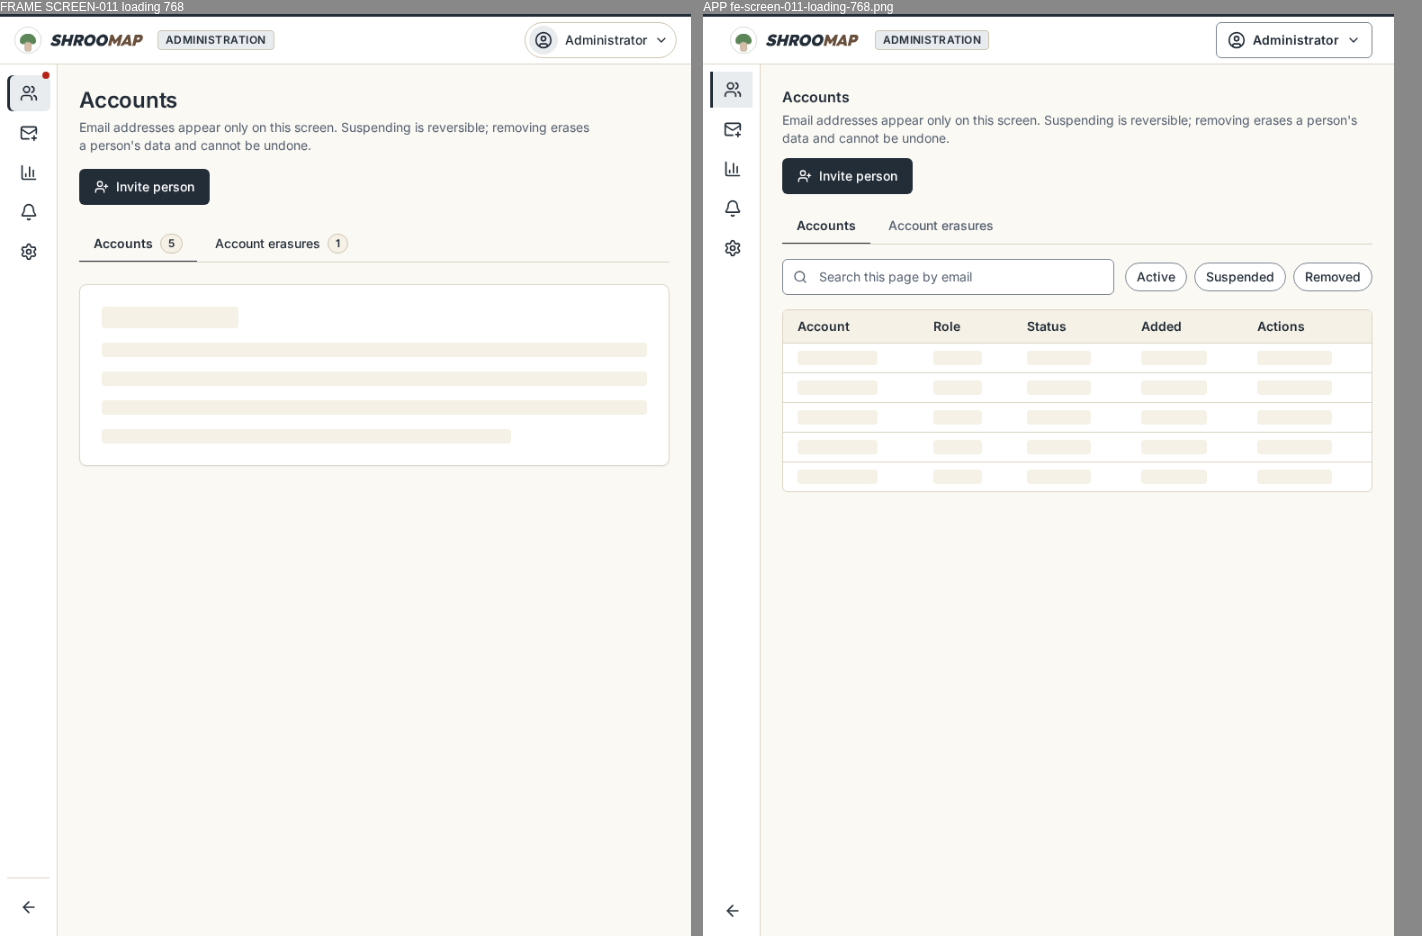 FRAME SCREEN-011 loading 768
SHROOMAP
ADMINISTRATION
Administrator
Accounts
Email addresses appear only on this screen. Suspending is reversible; removing erases
a person's data and cannot be undone.
Invite person
Accounts 5
Account erasures 1
APP fe-screen-011-loading-768.png
SHROOMAP
ADMINISTRATION
Administrator
Accounts
Email addresses appear only on this screen. Suspending is reversible; removing erases a person's
data and cannot be undone.
Invite person
Accounts
Account erasures
Search this page by email
Active
Suspended
Removed
Account
Role
Status
Added
Actions